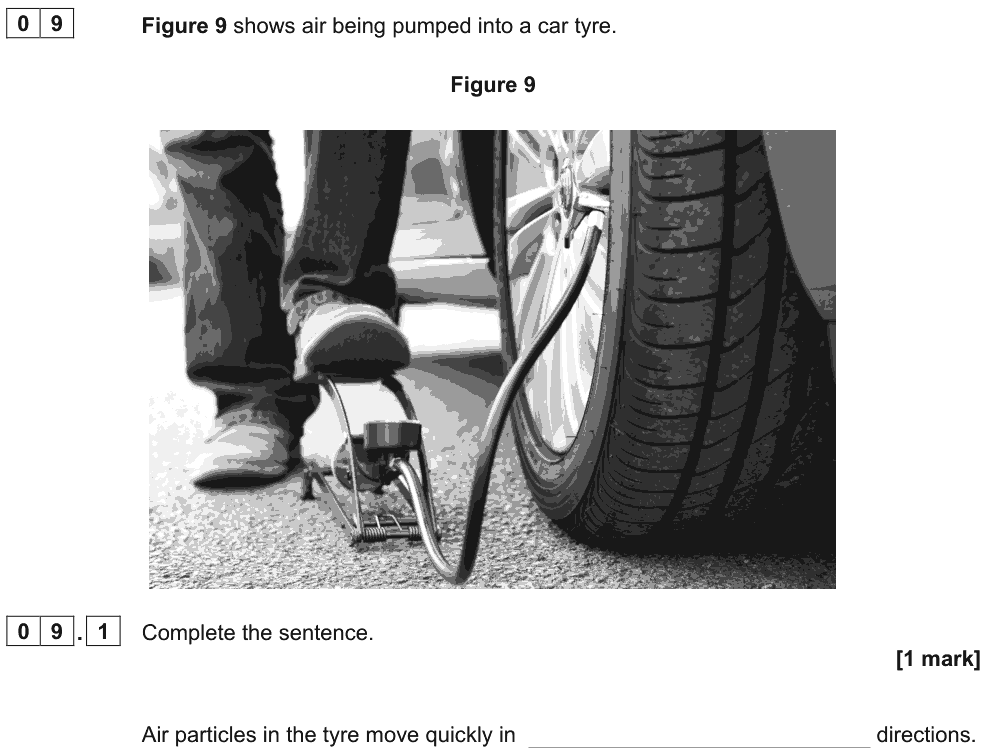 0 9 Figure 9 shows air being pumped into a car tyre.
Figure 9
0 9 . 1 Complete the sentence.
[1 mark]
Air particles in the tyre move quickly in ____________________ directions.